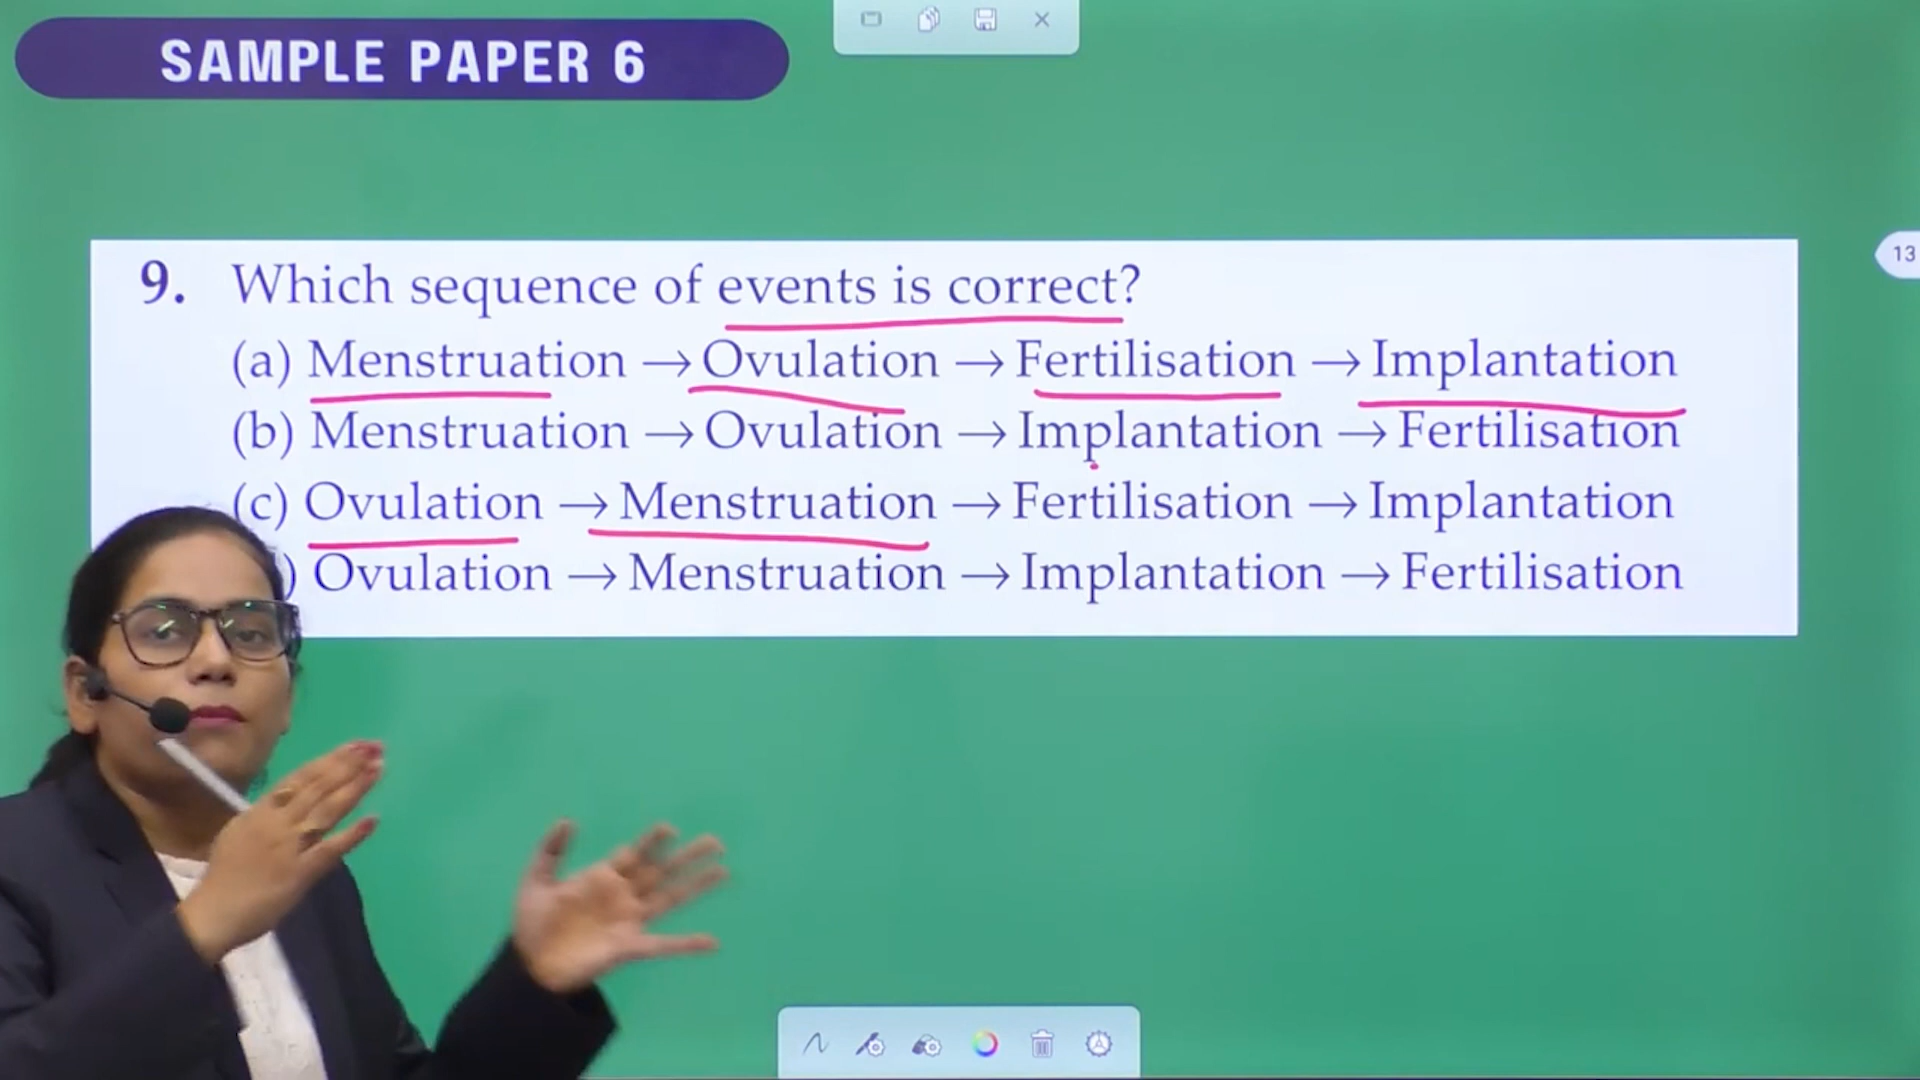 SAMPLE PAPER 6
13
9. Which sequence of events is correct?
(a) Menstruation → Ovulation → Fertilisation → Implantation
(b) Menstruation → Ovulation → Implantation → Fertilisation
(c) Ovulation → Menstruation → Fertilisation → Implantation
) Ovulation → Menstruation → Implantation → Fertilisation